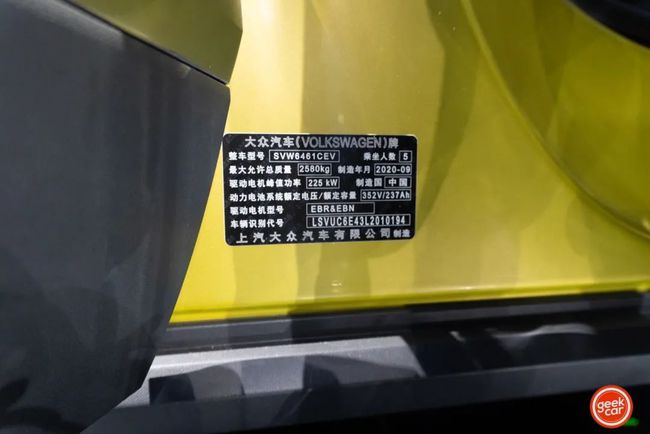 大众汽车(VOLKSWAGEN)牌
整车型号 SVW6461CEV 乘坐人数 5
最大允许总质量 2580kg 制造年月 2020-09
驱动电机峰值功率 225 kW 制造国 中国
动力电池系统额定电压/额定容量 352V/237Ah
驱动电机型号 EBR&EBN
车辆识别代号 LSVUC6E43L2010194
上汽大众汽车有限公司 制造
geek car